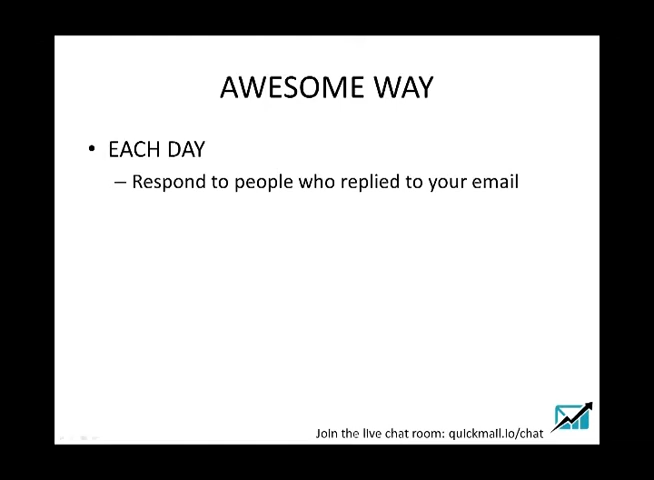 AWESOME WAY
• EACH DAY
– Respond to people who replied to your email
Join the live chat room: quickmail.io/chat